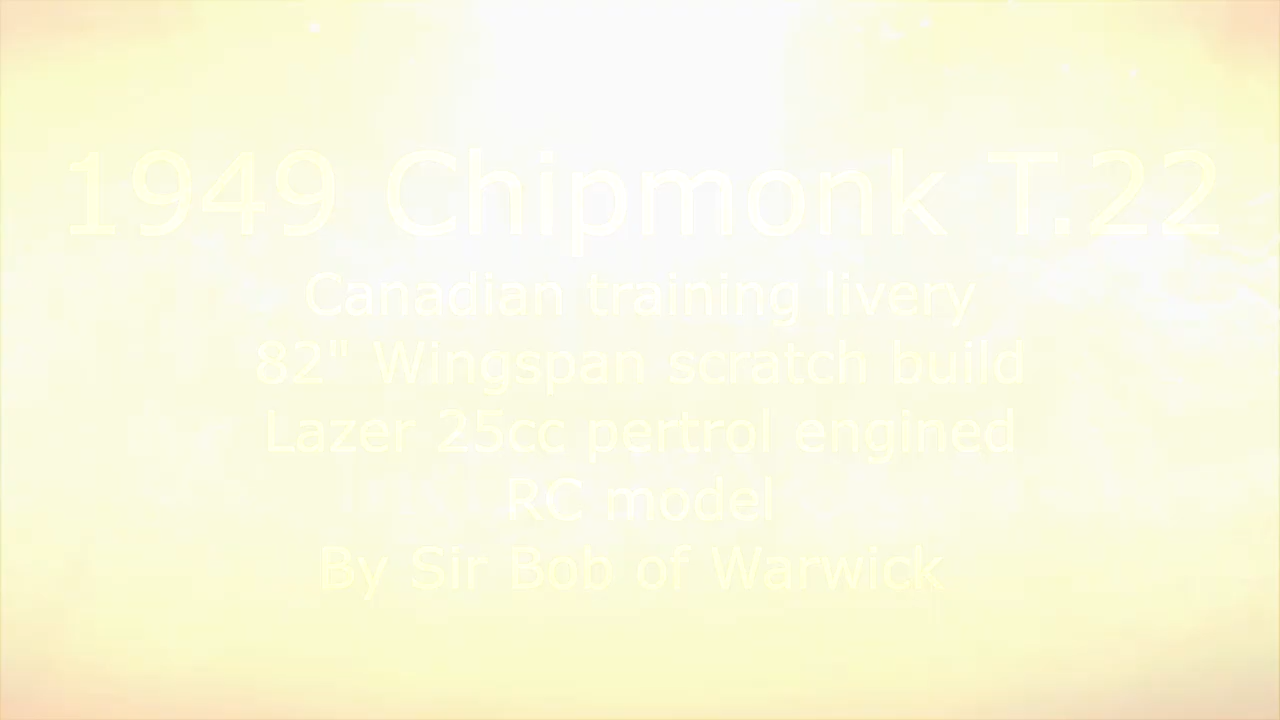 1949 Chipmonk T.22
Canadian training livery
82" Wingspan scratch build
Lazer 25cc pertrol engined
RC model
By Sir Bob of Warwick